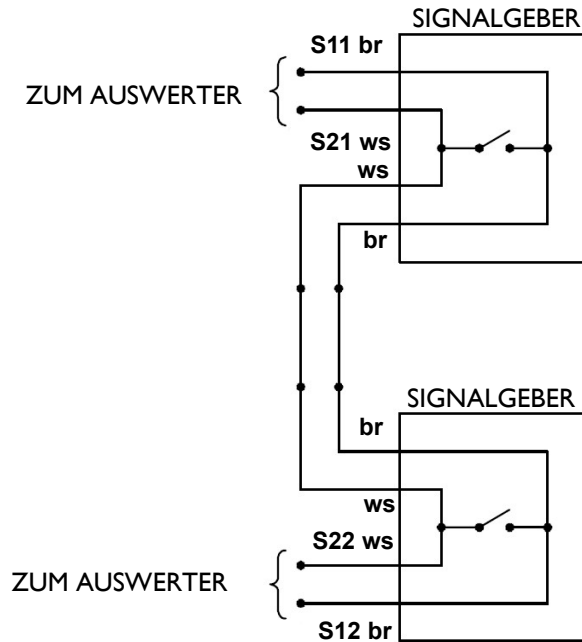 SIGNALGEBER
S11 br
ZUM AUSWERTER
S21 ws
ws
br
SIGNALGEBER
br
ws
S22 ws
ZUM AUSWERTER
S12 br